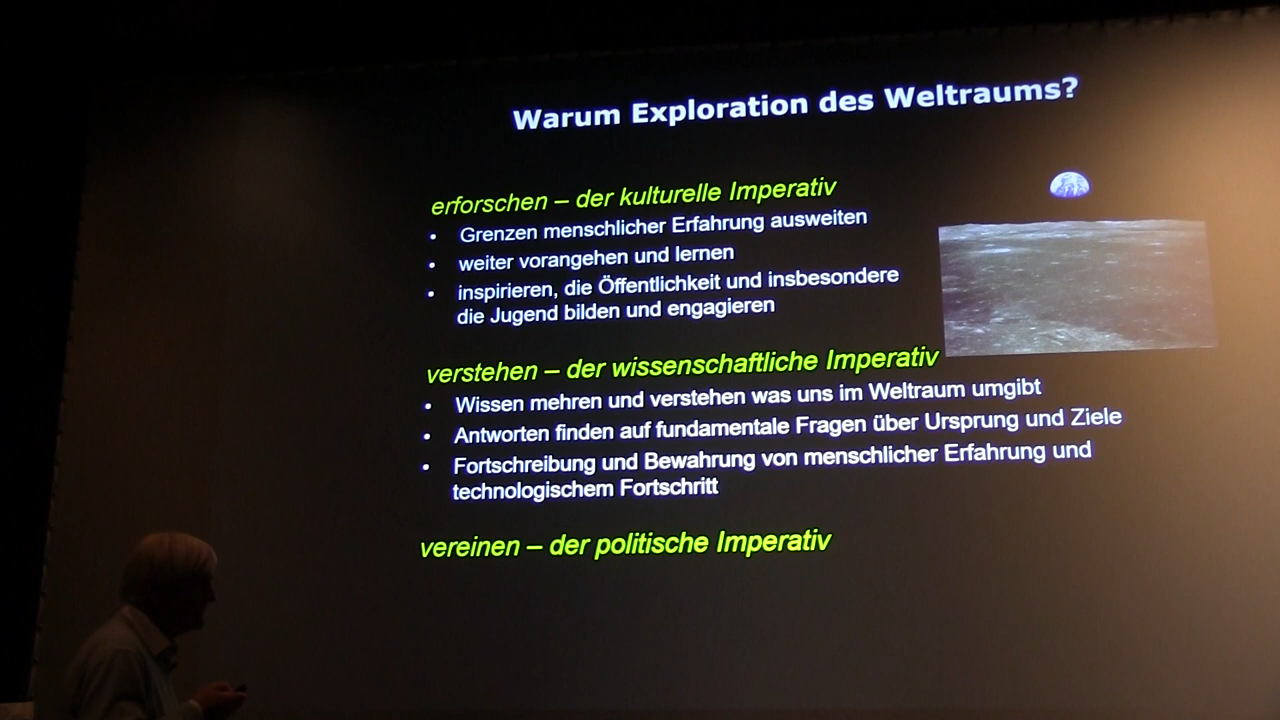 Warum Exploration des Weltraums?
erforschen – der kulturelle Imperativ
• Grenzen menschlicher Erfahrung ausweiten
• weiter vorangehen und lernen
• inspirieren, die Öffentlichkeit und insbesondere
die Jugend bilden und engagieren
verstehen – der wissenschaftliche Imperativ
• Wissen mehren und verstehen was uns im Weltraum umgibt
• Antworten finden auf fundamentale Fragen über Ursprung und Ziele
• Fortschreibung und Bewahrung von menschlicher Erfahrung und
technologischem Fortschritt
vereinen – der politische Imperativ